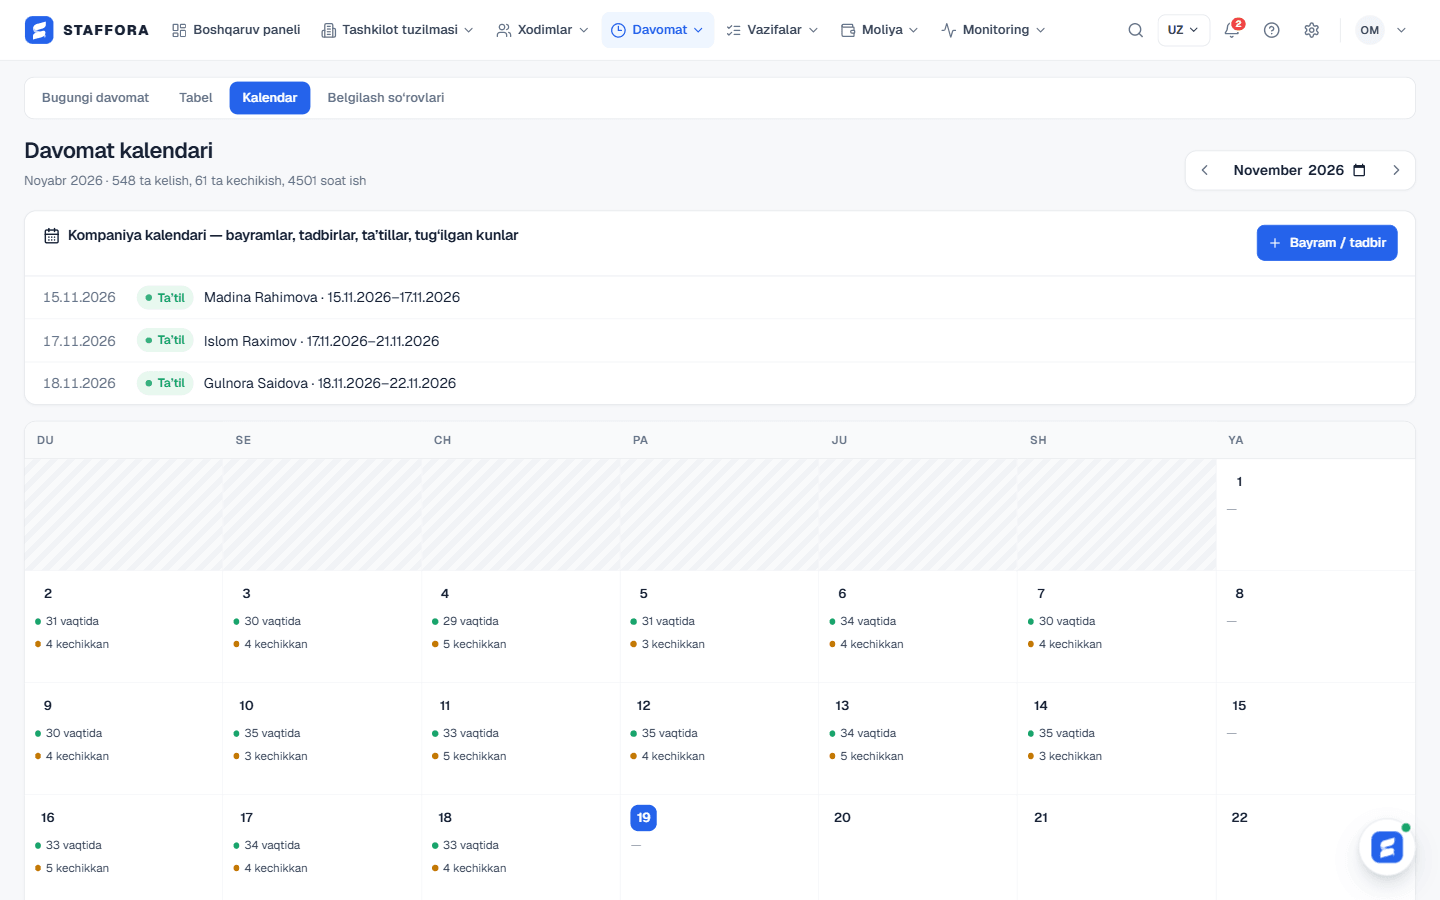 STAFFORA Boshqaruv paneli Tashkilot tuzilmasi Xodimlar Davomat Vazifalar Moliya Monitoring UZ 2 OM
Bugungi davomat Tabel Kalendar Belgilash so‘rovlari
Davomat kalendari
Noyabr 2026 · 548 ta kelish, 61 ta kechikish, 4501 soat ish
November 2026
Kompaniya kalendari — bayramlar, tadbirlar, ta’tillar, tug‘ilgan kunlar
+ Bayram / tadbir
15.11.2026 Ta’til Madina Rahimova · 15.11.2026–17.11.2026
17.11.2026 Ta’til Islom Raximov · 17.11.2026–21.11.2026
18.11.2026 Ta’til Gulnora Saidova · 18.11.2026–22.11.2026
DU SE CH PA JU SH YA
1
—
2 3 4 5 6 7 8
31 vaqtida 30 vaqtida 29 vaqtida 31 vaqtida 34 vaqtida 30 vaqtida —
4 kechikkan 4 kechikkan 5 kechikkan 3 kechikkan 4 kechikkan 4 kechikkan
9 10 11 12 13 14 15
30 vaqtida 35 vaqtida 33 vaqtida 35 vaqtida 34 vaqtida 35 vaqtida —
4 kechikkan 3 kechikkan 5 kechikkan 4 kechikkan 5 kechikkan 3 kechikkan
16 17 18 19 20 21 22
33 vaqtida 34 vaqtida 33 vaqtida —
5 kechikkan 4 kechikkan 4 kechikkan